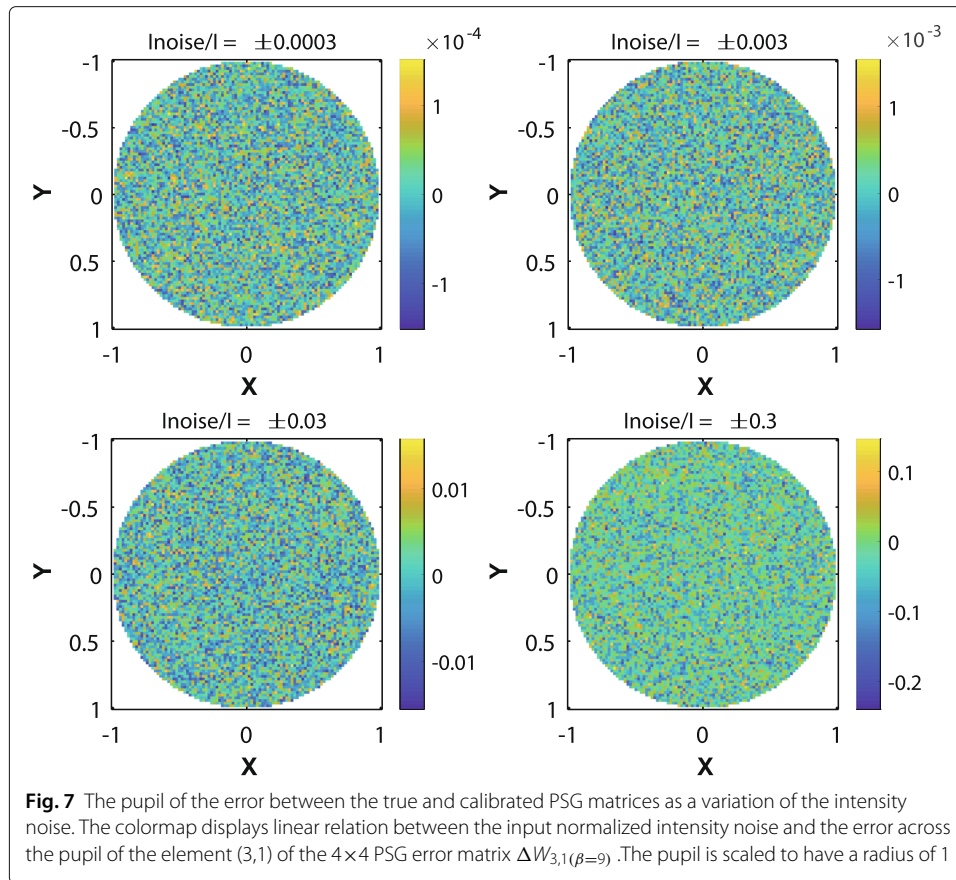 Inoise/I = ±0.0003
×10⁻⁴
-1
-0.5
0
0.5
1
Y
-1 0 1
X
1
0
-1
Inoise/I = ±0.003
×10⁻³
-1
-0.5
0
0.5
1
Y
-1 0 1
X
1
0
-1
Inoise/I = ±0.03
-1
-0.5
0
0.5
1
Y
-1 0 1
X
0.01
0
-0.01
Inoise/I = ±0.3
-1
-0.5
0
0.5
1
Y
-1 0 1
X
0.1
0
-0.1
-0.2
Fig. 7 The pupil of the error between the true and calibrated PSG matrices as a variation of the intensity
noise. The colormap displays linear relation between the input normalized intensity noise and the error across
the pupil of the element (3,1) of the 4×4 PSG error matrix ΔW3,1(β=9) .The pupil is scaled to have a radius of 1